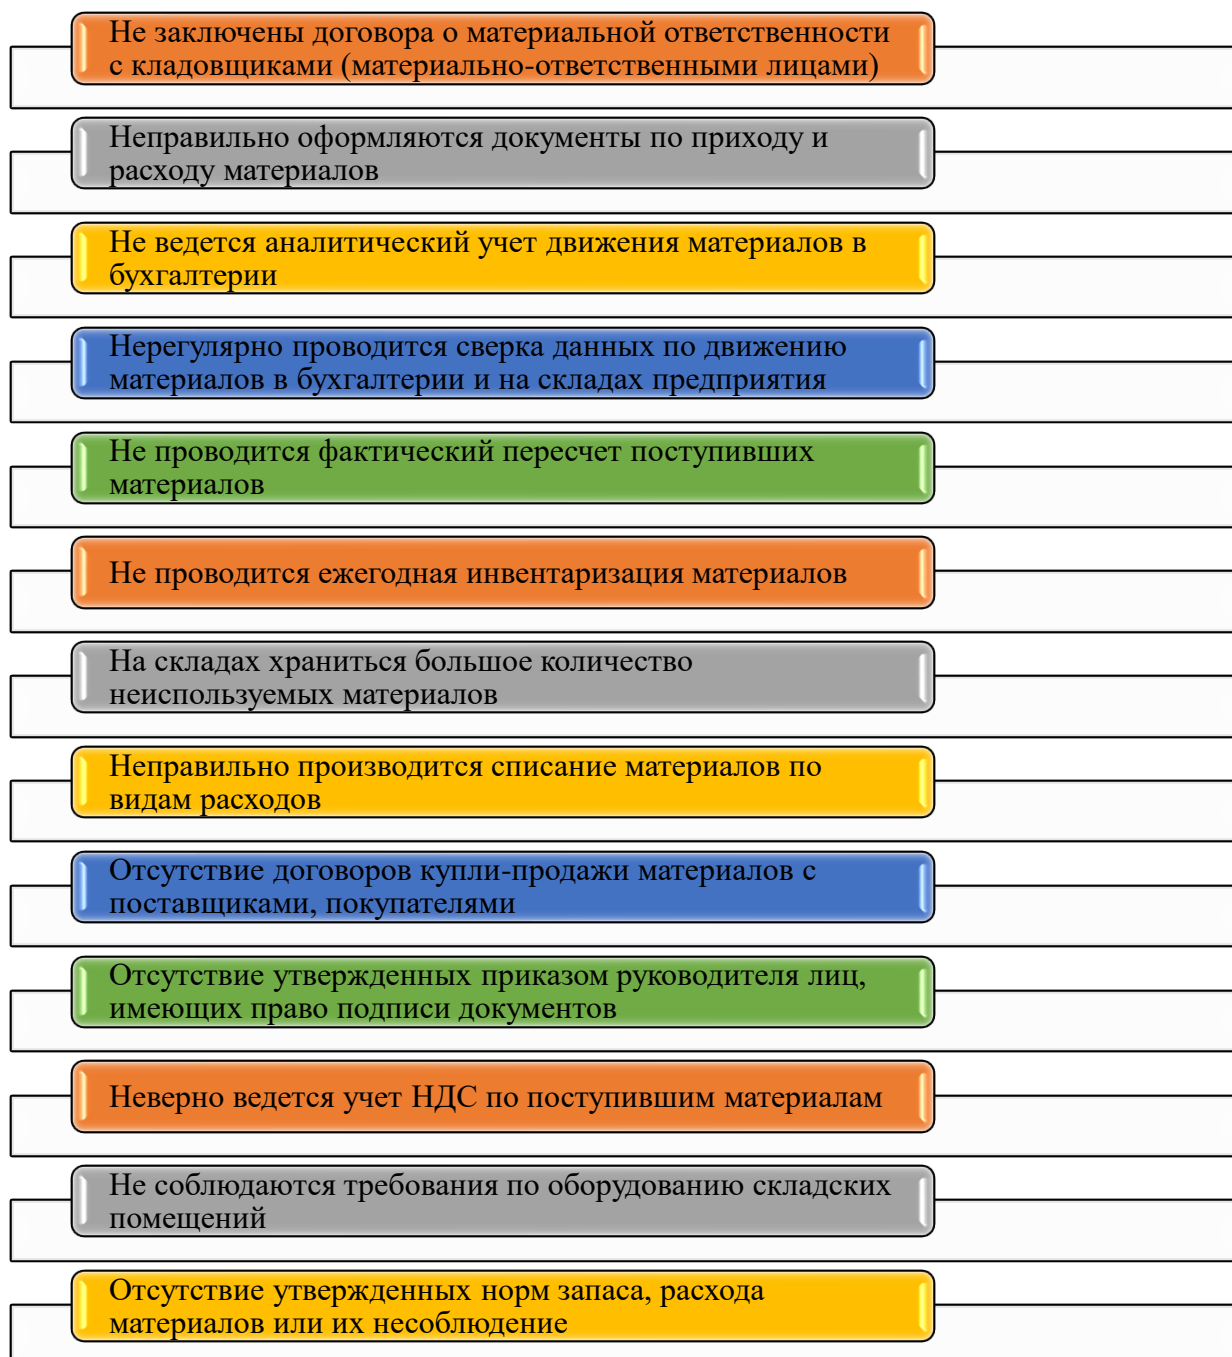 Не заключены договора о материальной ответственности
с кладовщиками (материально-ответственными лицами)
Неправильно оформляются документы по приходу и
расходу материалов
Не ведется аналитический учет движения материалов в
бухгалтерии
Нерегулярно проводится сверка данных по движению
материалов в бухгалтерии и на складах предприятия
Не проводится фактический пересчет поступивших
материалов
Не проводится ежегодная инвентаризация материалов
На складах храниться большое количество
неиспользуемых материалов
Неправильно производится списание материалов по
видам расходов
Отсутствие договоров купли-продажи материалов с
поставщиками, покупателями
Отсутствие утвержденных приказом руководителя лиц,
имеющих право подписи документов
Неверно ведется учет НДС по поступившим материалам
Не соблюдаются требования по оборудованию складских
помещений
Отсутствие утвержденных норм запаса, расхода
материалов или их несоблюдение